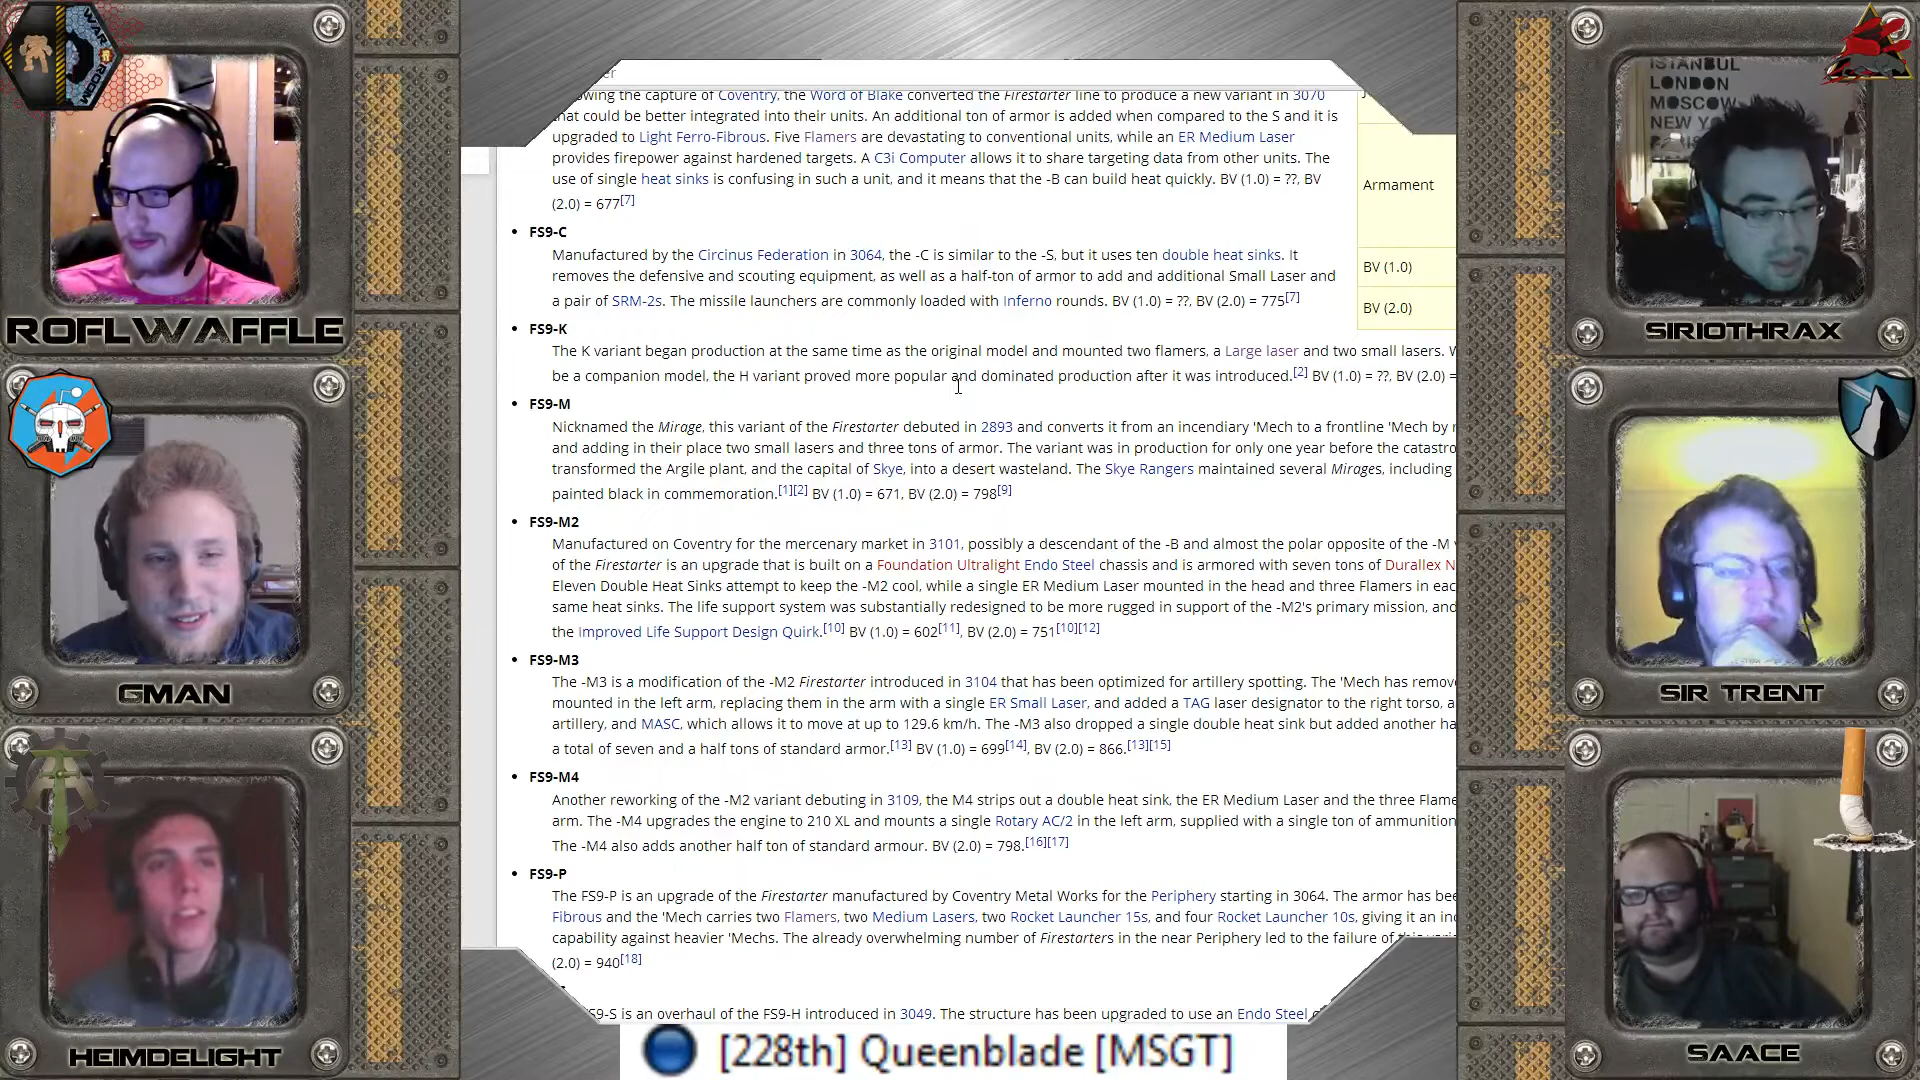 er
owing the capture of Coventry, the Word of Blake converted the Firestarter line to produce a new variant in 3070
that could be better integrated into their units. An additional ton of armor is added when compared to the S and it is
upgraded to Light Ferro-Fibrous. Five Flamers are devastating to conventional units, while an ER Medium Laser
provides firepower against hardened targets. A C3i Computer allows it to share targeting data from other units. The
use of single heat sinks is confusing in such a unit, and it means that the -B can build heat quickly. BV (1.0) = ??, BV
(2.0) = 677[7]
• FS9-C
Manufactured by the Circinus Federation in 3064, the -C is similar to the -S, but it uses ten double heat sinks. It
removes the defensive and scouting equipment, as well as a half-ton of armor to add and additional Small Laser and
a pair of SRM-2s. The missile launchers are commonly loaded with Inferno rounds. BV (1.0) = ??, BV (2.0) = 775[7]
• FS9-K
The K variant began production at the same time as the original model and mounted two flamers, a Large laser and two small lasers. W
be a companion model, the H variant proved more popular and dominated production after it was introduced.[2] BV (1.0) = ??, BV (2.0) =
• FS9-M
Nicknamed the Mirage, this variant of the Firestarter debuted in 2893 and converts it from an incendiary 'Mech to a frontline 'Mech by r
and adding in their place two small lasers and three tons of armor. The variant was in production for only one year before the catastro
transformed the Argile plant, and the capital of Skye, into a desert wasteland. The Skye Rangers maintained several Mirages, including
painted black in commemoration.[1][2] BV (1.0) = 671, BV (2.0) = 798[9]
• FS9-M2
Manufactured on Coventry for the mercenary market in 3101, possibly a descendant of the -B and almost the polar opposite of the -M v
of the Firestarter is an upgrade that is built on a Foundation Ultralight Endo Steel chassis and is armored with seven tons of Durallex N
Eleven Double Heat Sinks attempt to keep the -M2 cool, while a single ER Medium Laser mounted in the head and three Flamers in eac
same heat sinks. The life support system was substantially redesigned to be more rugged in support of the -M2's primary mission, and
the Improved Life Support Design Quirk.[10] BV (1.0) = 602[11], BV (2.0) = 751[10][12]
• FS9-M3
The -M3 is a modification of the -M2 Firestarter introduced in 3104 that has been optimized for artillery spotting. The 'Mech has remov
mounted in the left arm, replacing them in the arm with a single ER Small Laser, and added a TAG laser designator to the right torso, a
artillery, and MASC, which allows it to move at up to 129.6 km/h. The -M3 also dropped a single double heat sink but added another ha
a total of seven and a half tons of standard armor.[13] BV (1.0) = 699[14], BV (2.0) = 866.[13][15]
• FS9-M4
Another reworking of the -M2 variant debuting in 3109, the M4 strips out a double heat sink, the ER Medium Laser and the three Flame
arm. The -M4 upgrades the engine to 210 XL and mounts a single Rotary AC/2 in the left arm, supplied with a single ton of ammunition
The -M4 also adds another half ton of standard armour. BV (2.0) = 798.[16][17]
• FS9-P
The FS9-P is an upgrade of the Firestarter manufactured by Coventry Metal Works for the Periphery starting in 3064. The armor has bee
Fibrous and the 'Mech carries two Flamers, two Medium Lasers, two Rocket Launcher 15s, and four Rocket Launcher 10s, giving it an in
capability against heavier 'Mechs. The already overwhelming number of Firestarters in the near Periphery led to the failure of
(2.0) = 940[18]
S9-S is an overhaul of the FS9-H introduced in 3049. The structure has been upgraded to use an Endo Steel
Armament
BV (1.0)
BV (2.0)
WAR
ROOM
ROFLWAFFLE
GMAN
HEIMDELIGHT
ISTANBUL
LONDON
MOSCOW
NEW YO
SIRIOTHRAX
SIR TRENT
SAACE
[228th] Queenblade [MSGT]